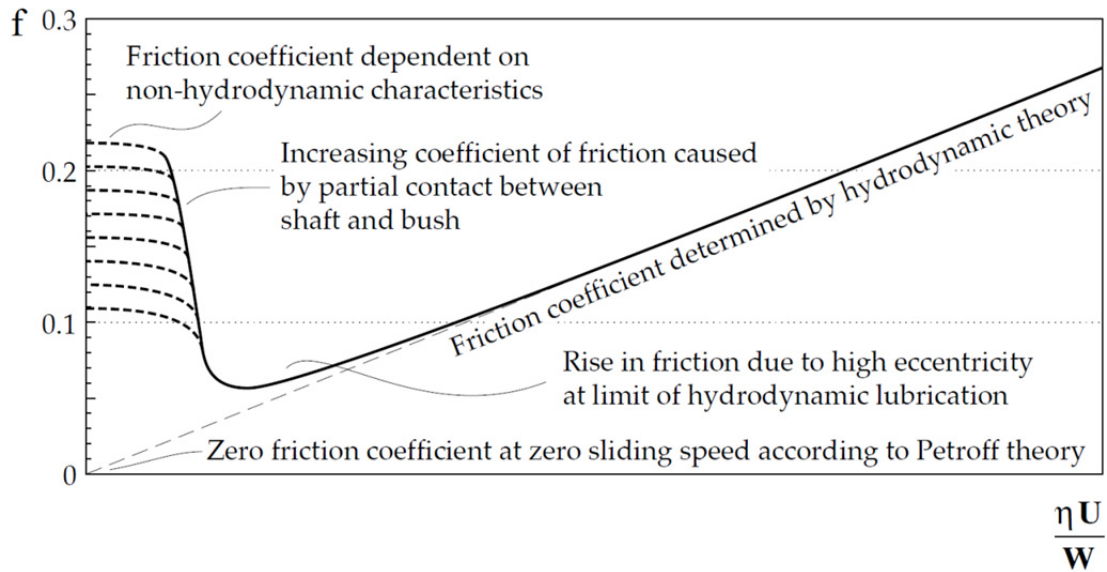 f
0.3
Friction coefficient dependent on
non-hydrodynamic characteristics
Increasing coefficient of friction caused
by partial contact between
shaft and bush
0.2
Friction coefficient determined by hydrodynamic theory
0.1
Rise in friction due to high eccentricity
at limit of hydrodynamic lubrication
Zero friction coefficient at zero sliding speed according to Petroff theory
0
η U
W